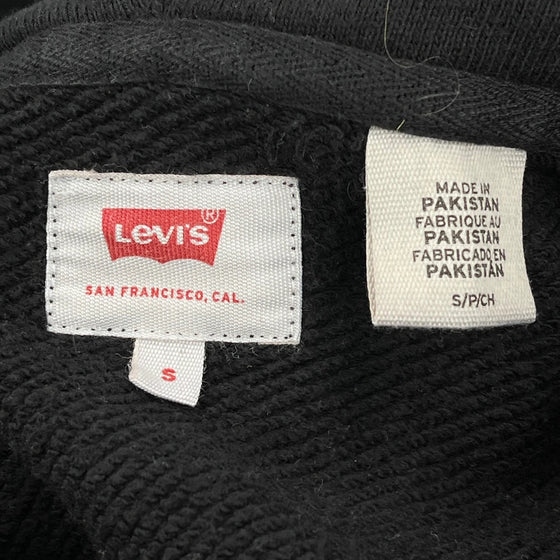 LEVI'S®
SAN FRANCISCO, CAL.
S
MADE IN
PAKISTAN
FABRIQUE AU
PAKISTAN
FABRICADO EN
PAKISTÁN
S/P/CH